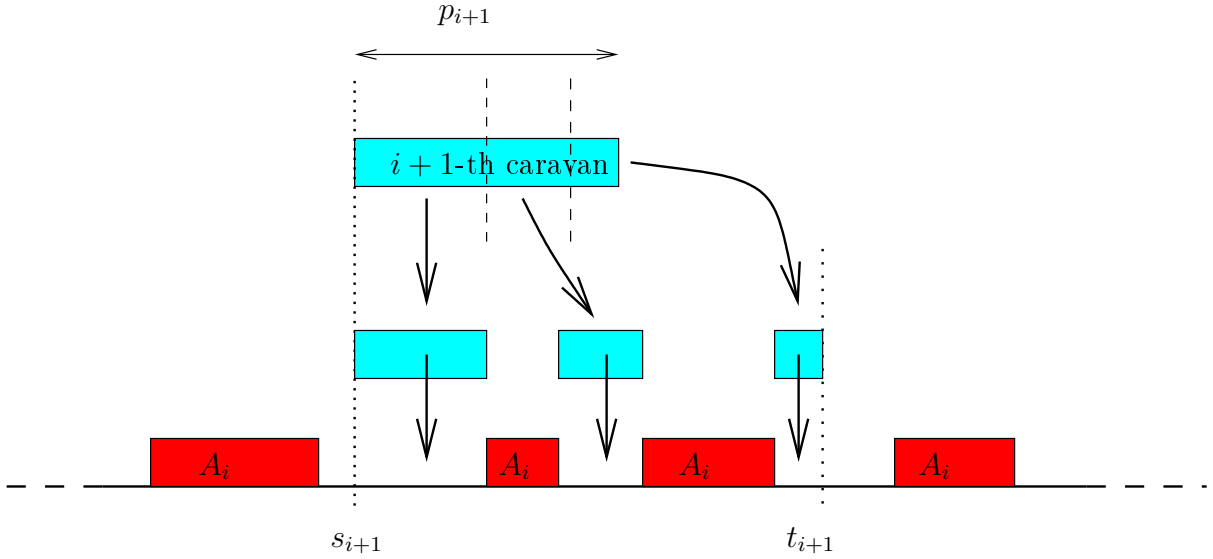 p_{i+1}
i + 1-th caravan
A_i A_i A_i A_i
s_{i+1} t_{i+1}